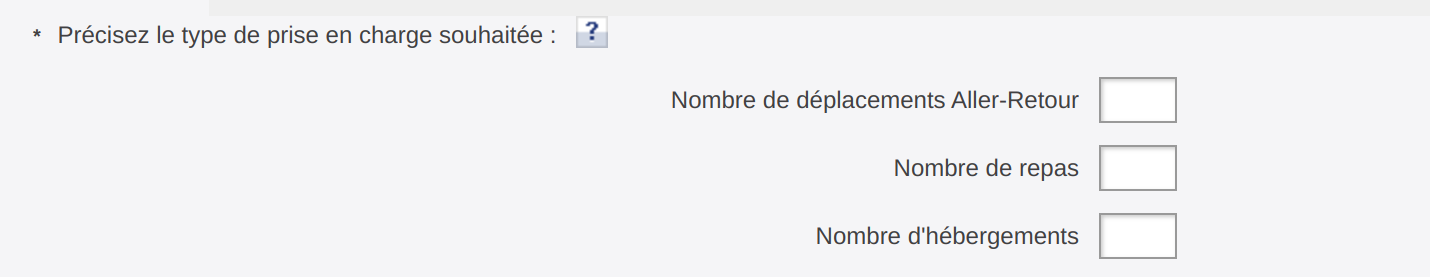 * Précisez le type de prise en charge souhaitée : ?
Nombre de déplacements Aller-Retour
Nombre de repas
Nombre d'hébergements